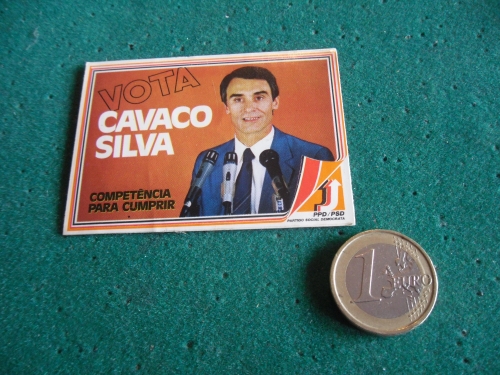 VOTA
CAVACO
SILVA
COMPETÊNCIA
PARA CUMPRIR
PPD/PSD
PARTIDO SOCIAL DEMOCRATA
1 EURO